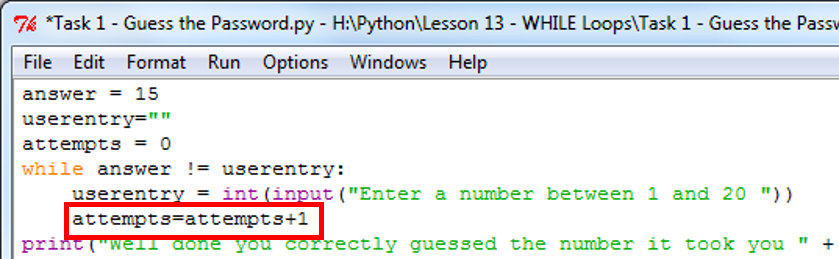 *Task 1 - Guess the Password.py - H:\Python\Lesson 13 - WHILE Loops\Task 1 - Guess the Passw
File Edit Format Run Options Windows Help
answer = 15
userentry=""
attempts = 0
while answer != userentry:
    userentry = int(input("Enter a number between 1 and 20 "))
    attempts=attempts+1
print("Well done you correctly guessed the number it took you " +